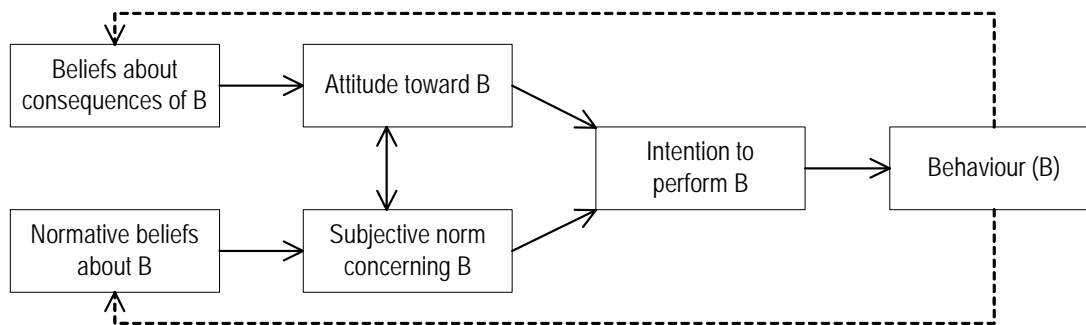 Beliefs about
consequences of B
Attitude toward B
Intention to
perform B
Behaviour (B)
Normative beliefs
about B
Subjective norm
concerning B